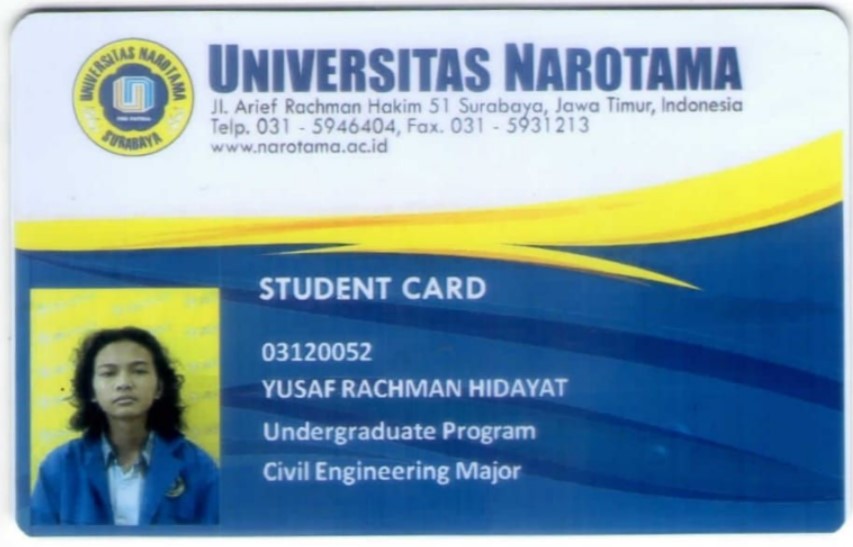 UNIVERSITAS NAROTAMA
SURABAYA
UNIVERSITAS NAROTAMA
Jl. Arief Rachman Hakim 51 Surabaya, Jawa Timur, Indonesia
Telp. 031 - 5946404, Fax. 031 - 5931213
www.narotama.ac.id
STUDENT CARD
03120052
YUSAF RACHMAN HIDAYAT
Undergraduate Program
Civil Engineering Major